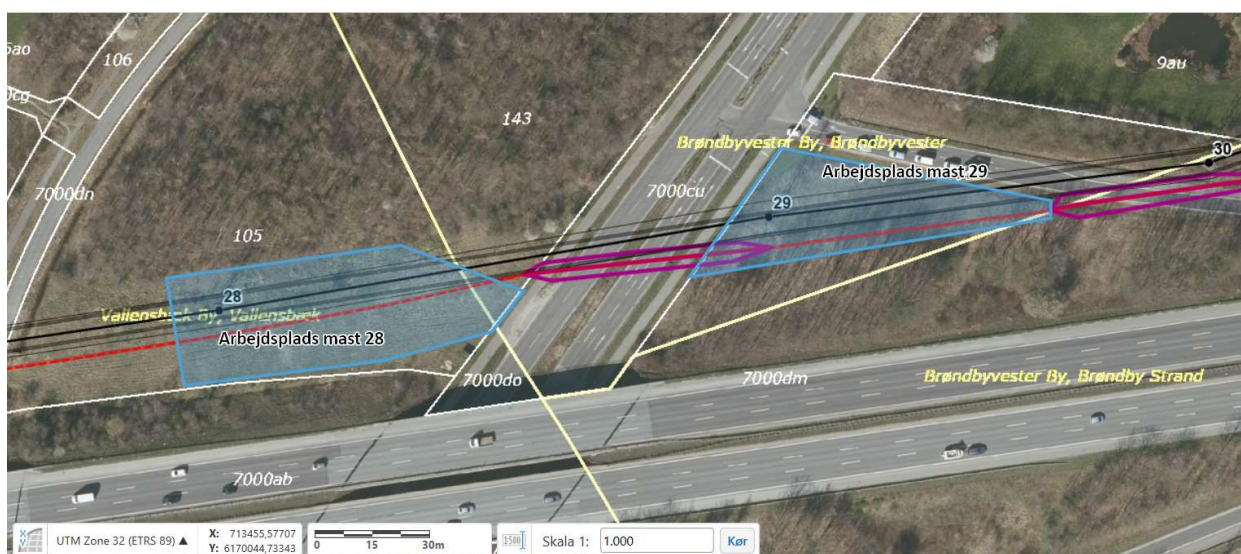 5ao
106
0cg
143
9au
Brøndbyvester By, Brøndbyvester
30
Arbejdsplads mast 29
7000dn
7000cu
29
105
28
Vallensbæk By, Vallensbæk
Arbejdsplads mast 28
7000do
7000dm
Brøndbyvester By, Brøndby Strand
7000ab
X
Y
UTM Zone 32 (ETRS 89) ▲
X: 713455,57707
Y: 6170044,73343
0 15 30m
1500
Skala 1: 1.000 Kør